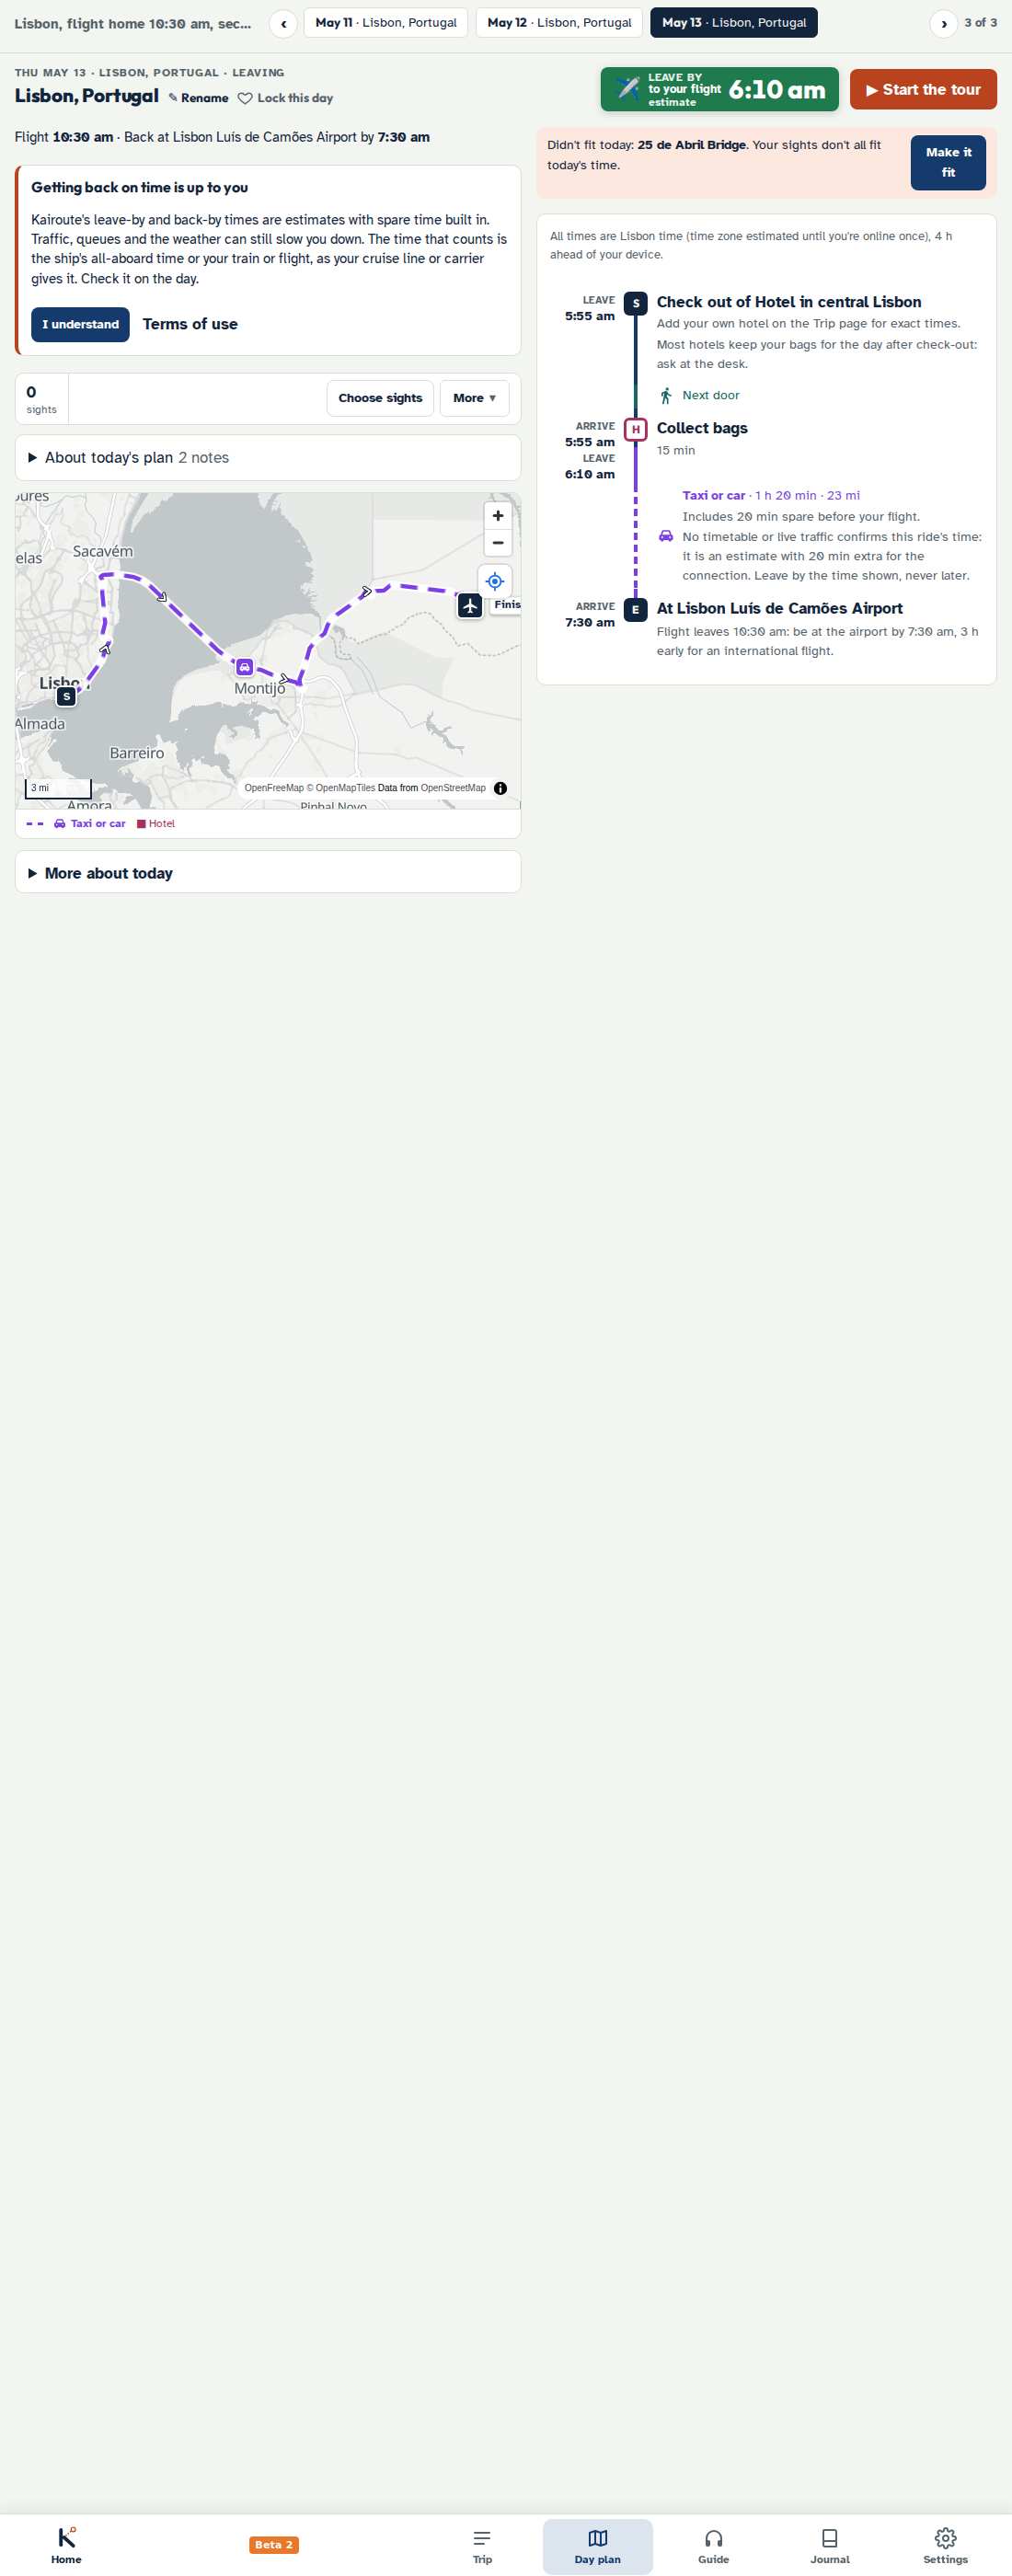 Lisbon, flight home 10:30 am, sec...
‹
May 11 · Lisbon, Portugal
May 12 · Lisbon, Portugal
May 13 · Lisbon, Portugal
›
3 of 3
THU MAY 13 · LISBON, PORTUGAL · LEAVING
Lisbon, Portugal
✎ Rename
Lock this day
LEAVE BY
to your flight
estimate
6:10 am
▶ Start the tour
Flight 10:30 am · Back at Lisbon Luís de Camões Airport by 7:30 am
Getting back on time is up to you
Kairoute's leave-by and back-by times are estimates with spare time built in.
Traffic, queues and the weather can still slow you down. The time that counts is
the ship's all-aboard time or your train or flight, as your cruise line or carrier
gives it. Check it on the day.
I understand
Terms of use
0
sights
Choose sights
More ▼
▶ About today's plan 2 notes
elas
Sacavém
Montijo
Almada
Barreiro
Amora
Pinhal Novo
S
Finis
+
−
3 mi
OpenFreeMap © OpenMapTiles Data from OpenStreetMap
Taxi or car
Hotel
▶ More about today
Didn't fit today: 25 de Abril Bridge. Your sights don't all fit
today's time.
Make it
fit
All times are Lisbon time (time zone estimated until you're online once), 4 h
ahead of your device.
LEAVE
5:55 am
S
Check out of Hotel in central Lisbon
Add your own hotel on the Trip page for exact times.
Most hotels keep your bags for the day after check-out:
ask at the desk.
Next door
ARRIVE
5:55 am
LEAVE
6:10 am
H
Collect bags
15 min
Taxi or car · 1 h 20 min · 23 mi
Includes 20 min spare before your flight.
No timetable or live traffic confirms this ride's time:
it is an estimate with 20 min extra for the
connection. Leave by the time shown, never later.
ARRIVE
7:30 am
E
At Lisbon Luís de Camões Airport
Flight leaves 10:30 am: be at the airport by 7:30 am, 3 h
early for an international flight.
Home
Beta 2
Trip
Day plan
Guide
Journal
Settings